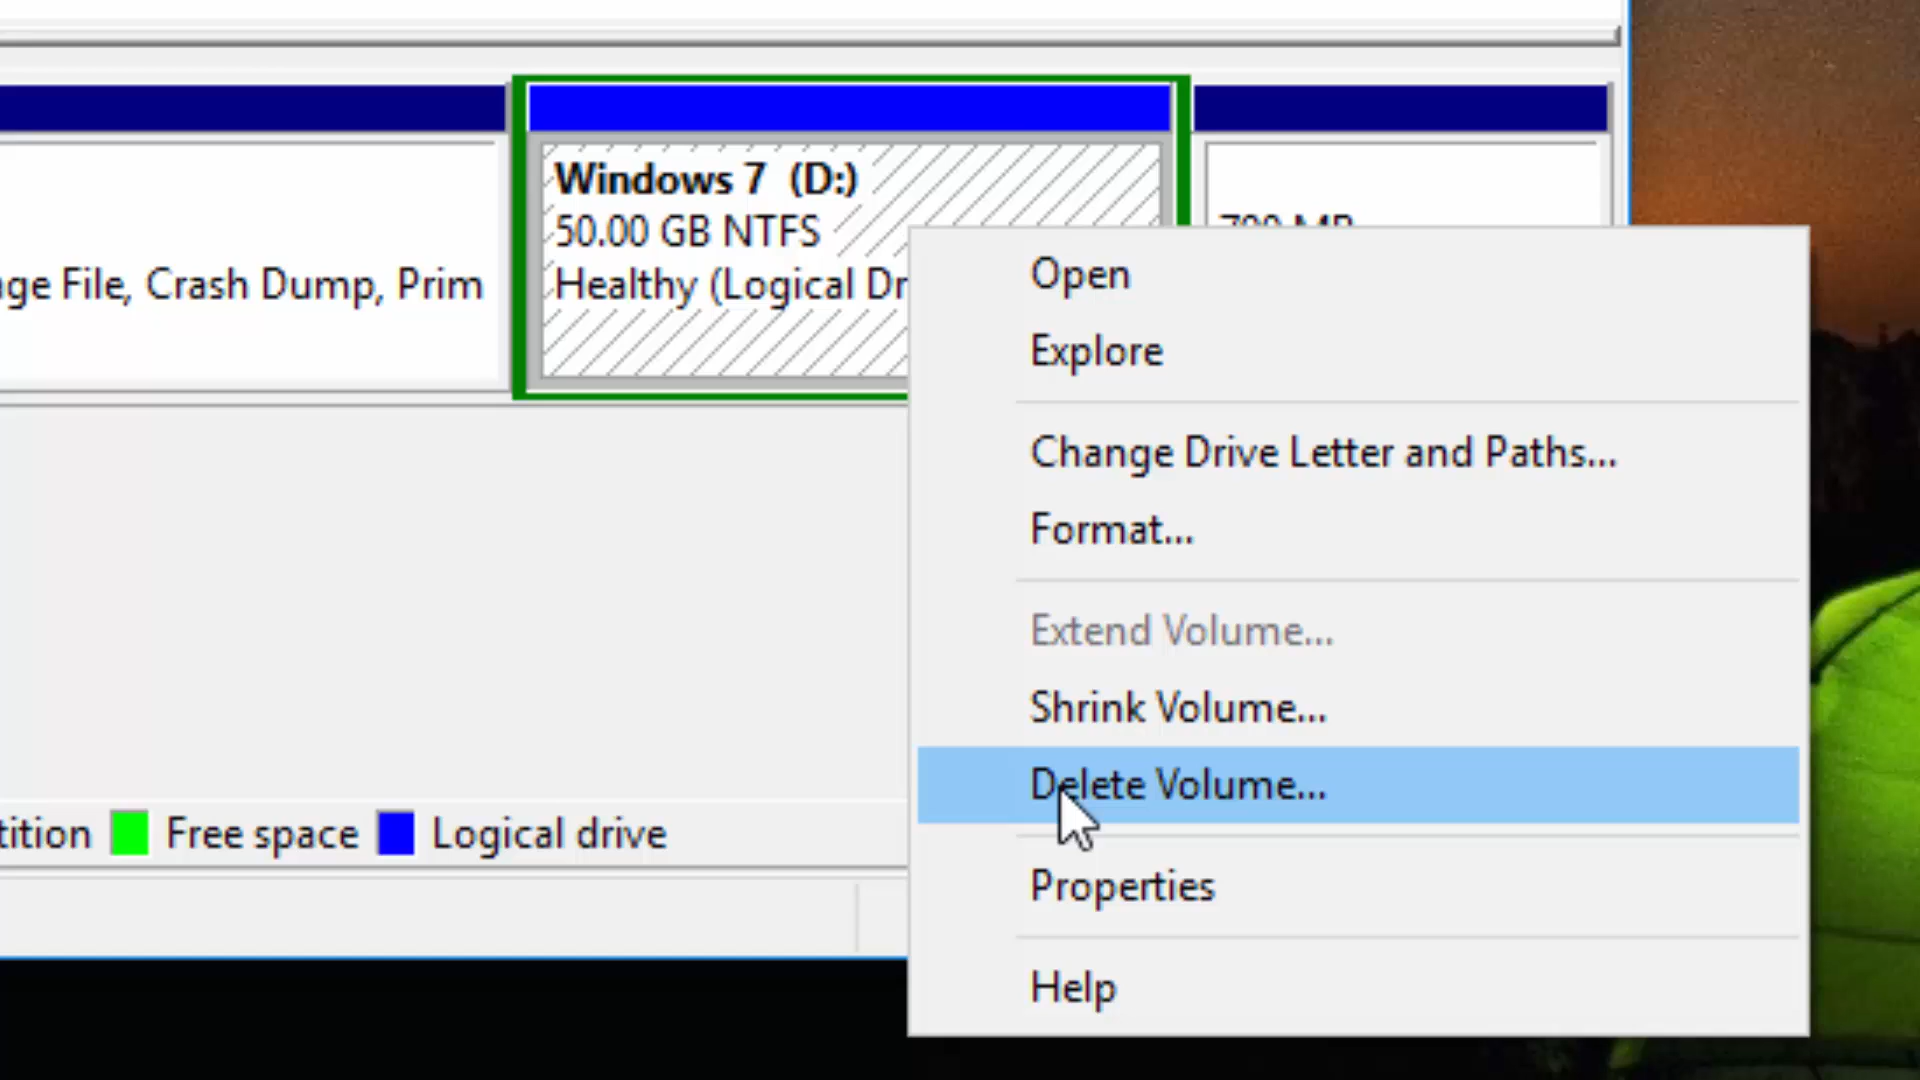 Windows 7 (D:)
50.00 GB NTFS
Healthy (Logical Dr
age File, Crash Dump, Prim
Open
Explore
Change Drive Letter and Paths...
Format...
Extend Volume...
Shrink Volume...
Delete Volume...
Properties
Help
tition
Free space
Logical drive